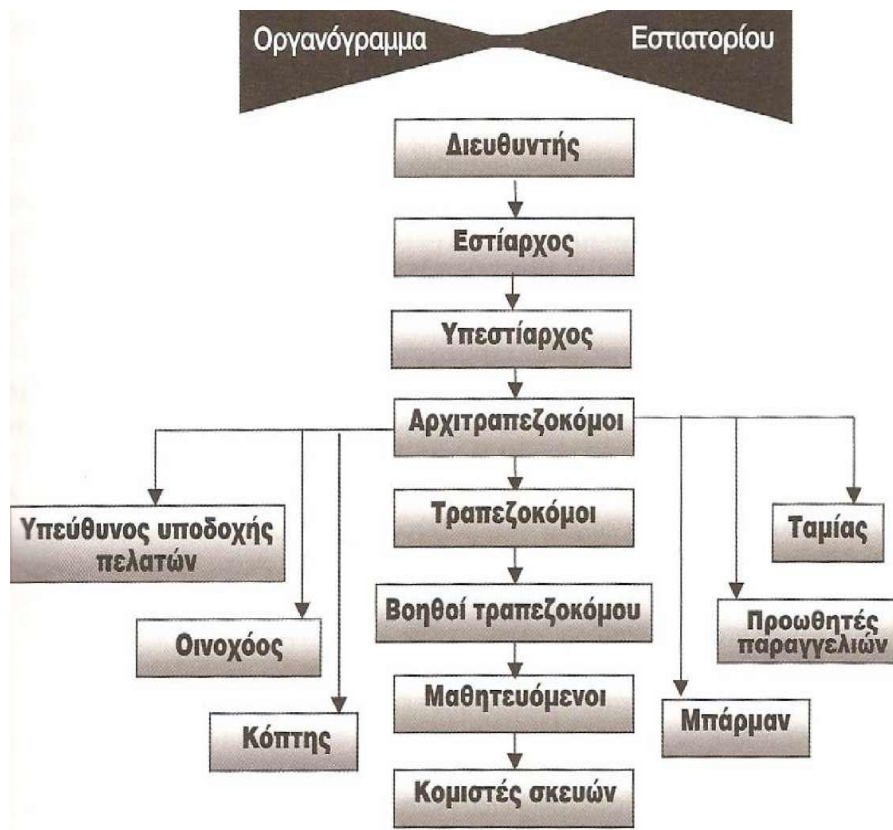 Οργανόγραμμα Εστιατορίου
Διευθυντής
Εστίαρχος
Υπεστίαρχος
Αρχιτραπεζοκόμοι
Υπεύθυνος υποδοχής
πελατών
Τραπεζοκόμοι
Ταμίας
Οινοχόος
Βοηθοί τραπεζοκόμου
Προωθητές
παραγγελιών
Κόπτης
Μαθητευόμενοι
Μπάρμαν
Κομιστές σκευών